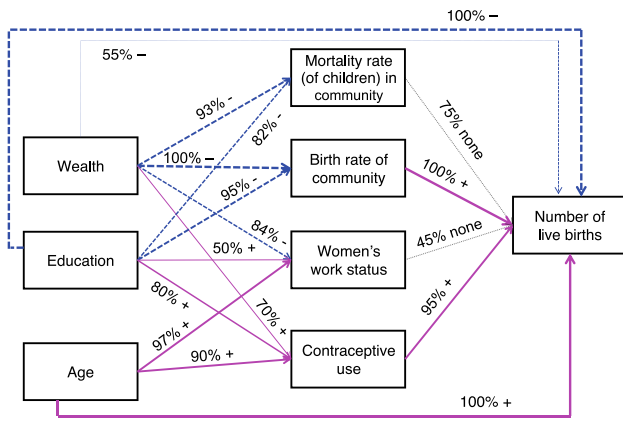 100% –
55% –
Mortality rate
(of children) in
community
93% -
82% -
75% none
Wealth
100% –
Birth rate of
community
100% +
95% -
Number of
live births
84% -
45% none
Education
50% +
Women's
work status
80% +
97% +
70% +
95% +
Age
90% +
Contraceptive
use
100% +